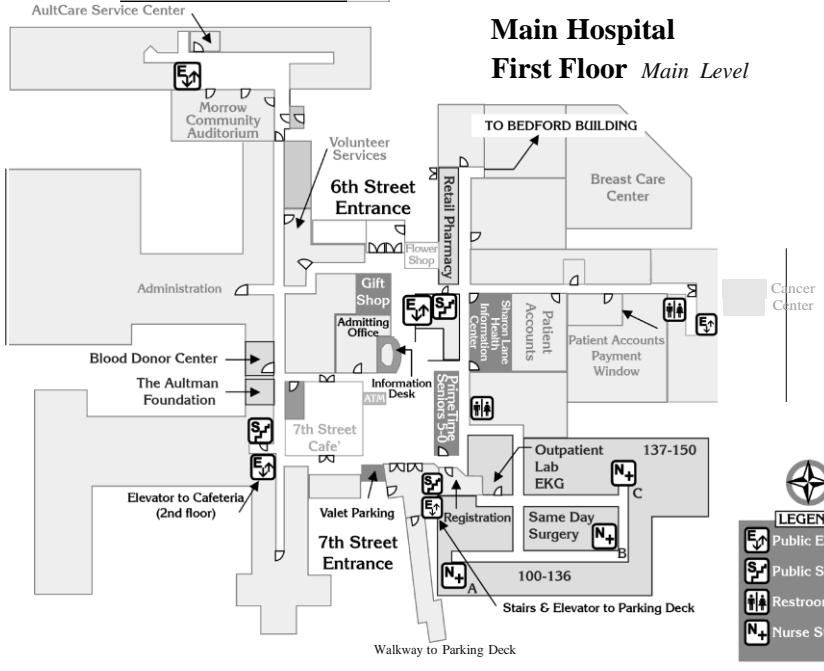 AultCare Service Center
Main Hospital
First Floor Main Level
E
Morrow
Community
Auditorium
TO BEDFORD BUILDING
Volunteer
Services
6th Street
Entrance
Retail Pharmacy
Breast Care
Center
Flower
Shop
Administration
Gift
Shop
Cancer
Center
E
S
Sharon Lane
Health
Information
Center
Patient
Accounts
E
Admitting
Office
Patient Accounts
Payment
Window
Blood Donor Center
The Aultman
Foundation
Information
Desk
PrimeTime
Seniors 5-0
ATM
7th Street
Cafe'
S
E
Outpatient
Lab
EKG
137-150
N+
C
Elevator to Cafeteria
(2nd floor)
Valet Parking
S
E
Registration
Same Day
Surgery
N+
B
7th Street
Entrance
N+
A
100-136
Stairs & Elevator to Parking Deck
Walkway to Parking Deck
LEGEN
E Public E
S Public S
Restroo
N+ Nurse S